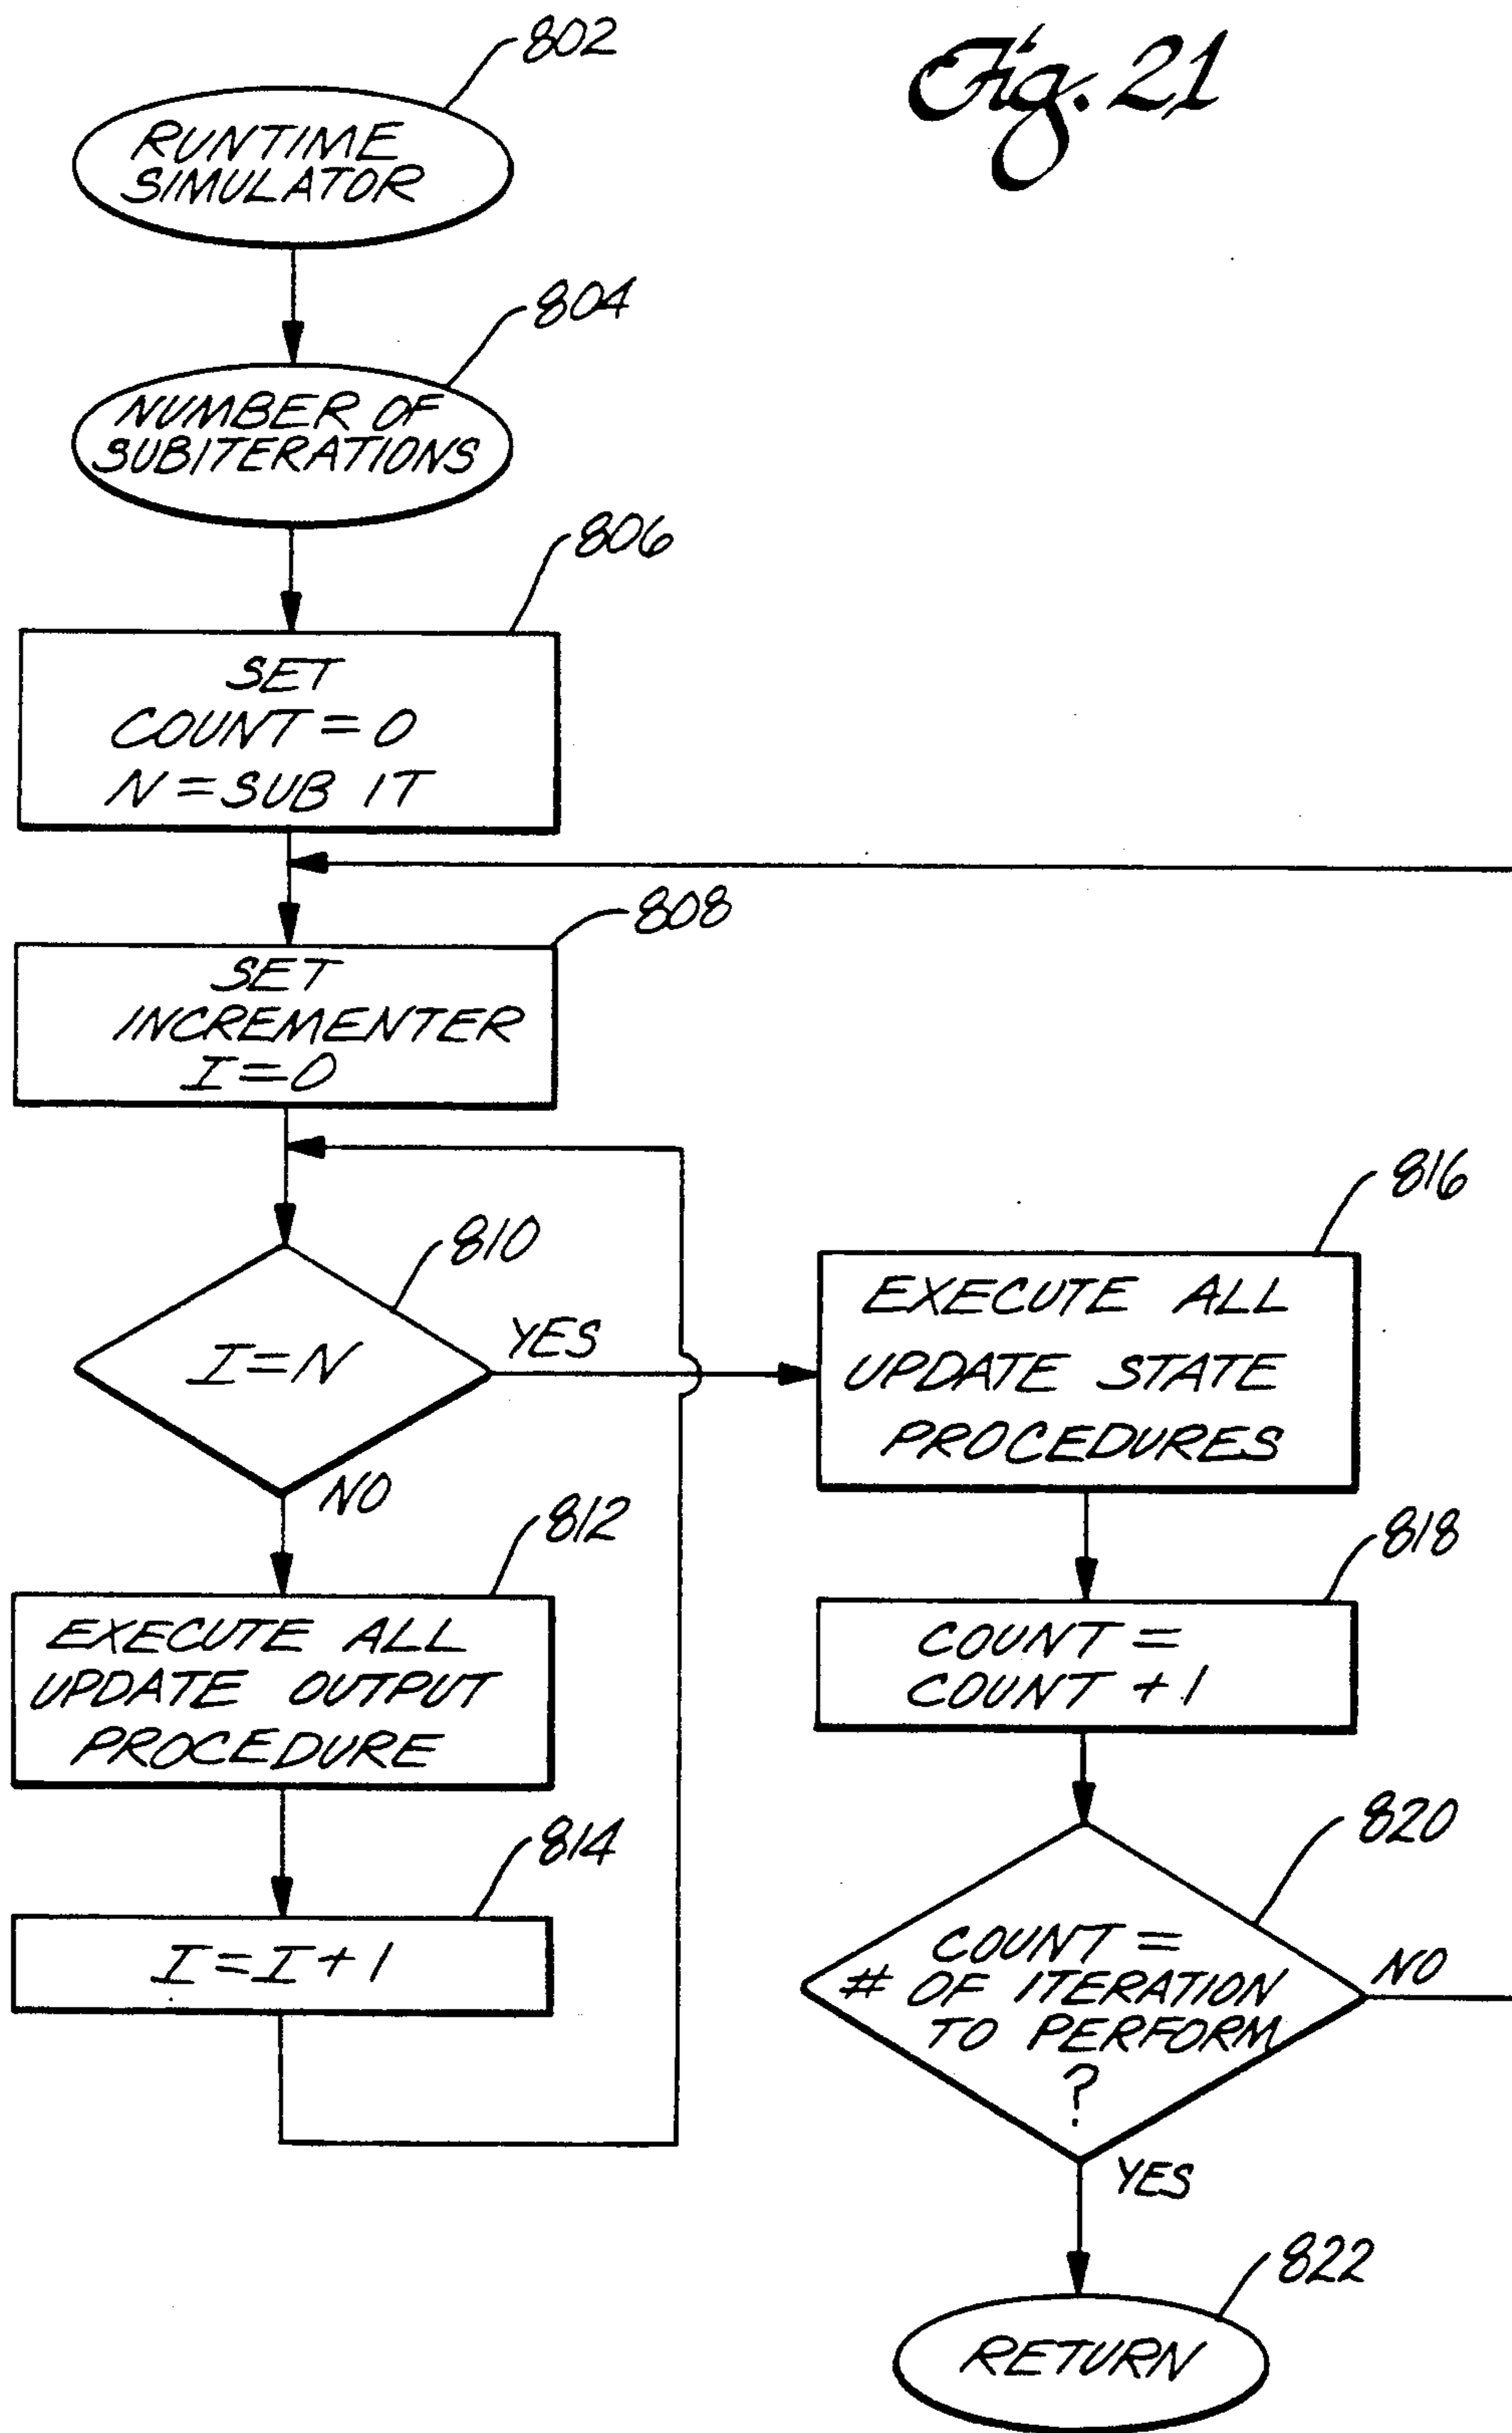 Fig. 21
802
RUNTIME
SIMULATOR
804
NUMBER OF
SUBITERATIONS
806
SET
COUNT = 0
N = SUB IT
808
SET
INCREMENTER
I = 0
810
I = N
YES
NO
812
EXECUTE ALL
UPDATE OUTPUT
PROCEDURE
814
I = I + 1
816
EXECUTE ALL
UPDATE STATE
PROCEDURES
818
COUNT =
COUNT + 1
820
COUNT =
# OF ITERATION
TO PERFORM
?
NO
YES
822
RETURN